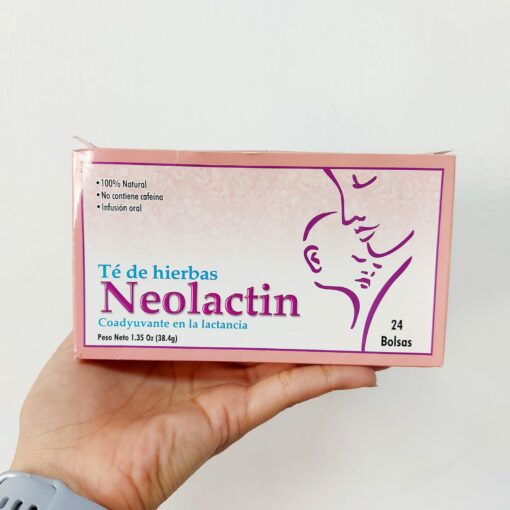 • 100% Natural
• No contiene cafeína
• Infusión oral
Té de hierbas
Neolactin
Coadyuvante en la lactancia
Peso Neto 1.35 Oz (38.4g)
24
Bolsas